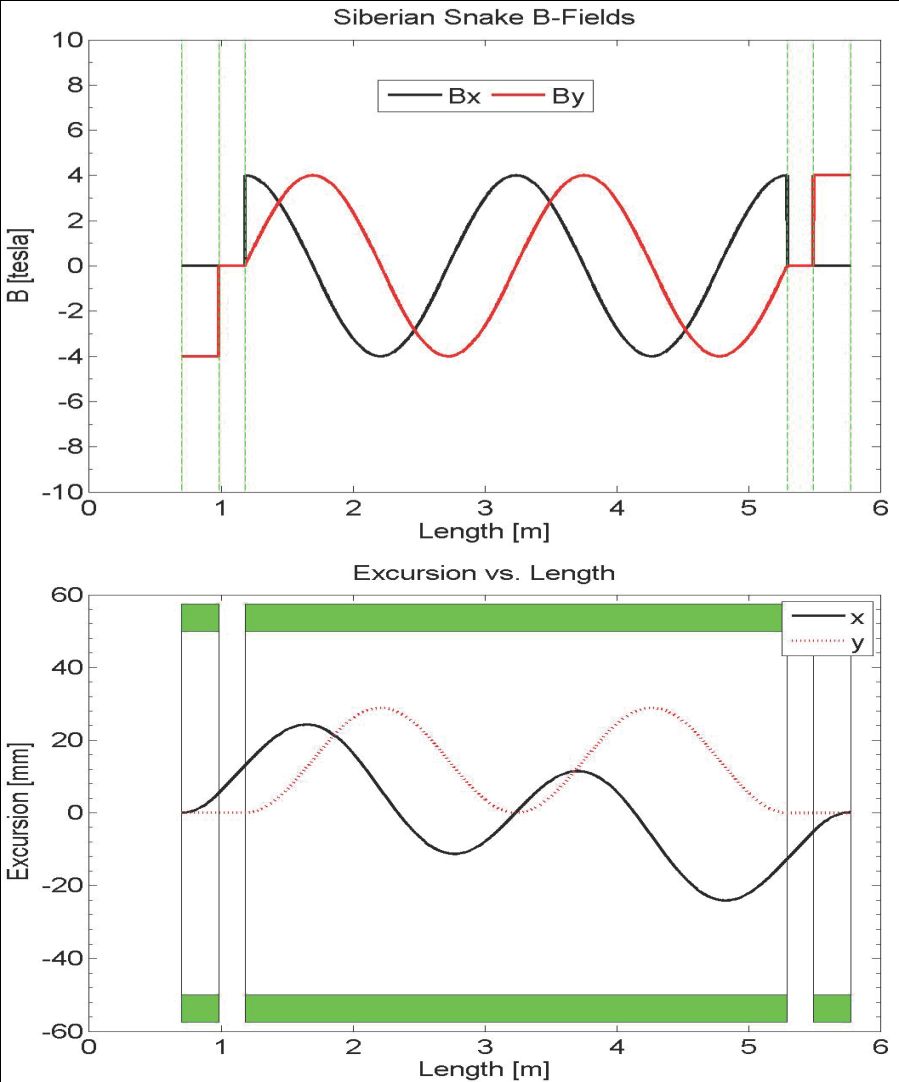 Siberian Snake B-Fields
10
8
6
4
2
0
-2
-4
-6
-8
-10
B [tesla]
Bx By
0 1 2 3 4 5 6
Length [m]
Excursion vs. Length
60
40
20
0
-20
-40
-60
Excursion [mm]
x
y
0 1 2 3 4 5 6
Length [m]